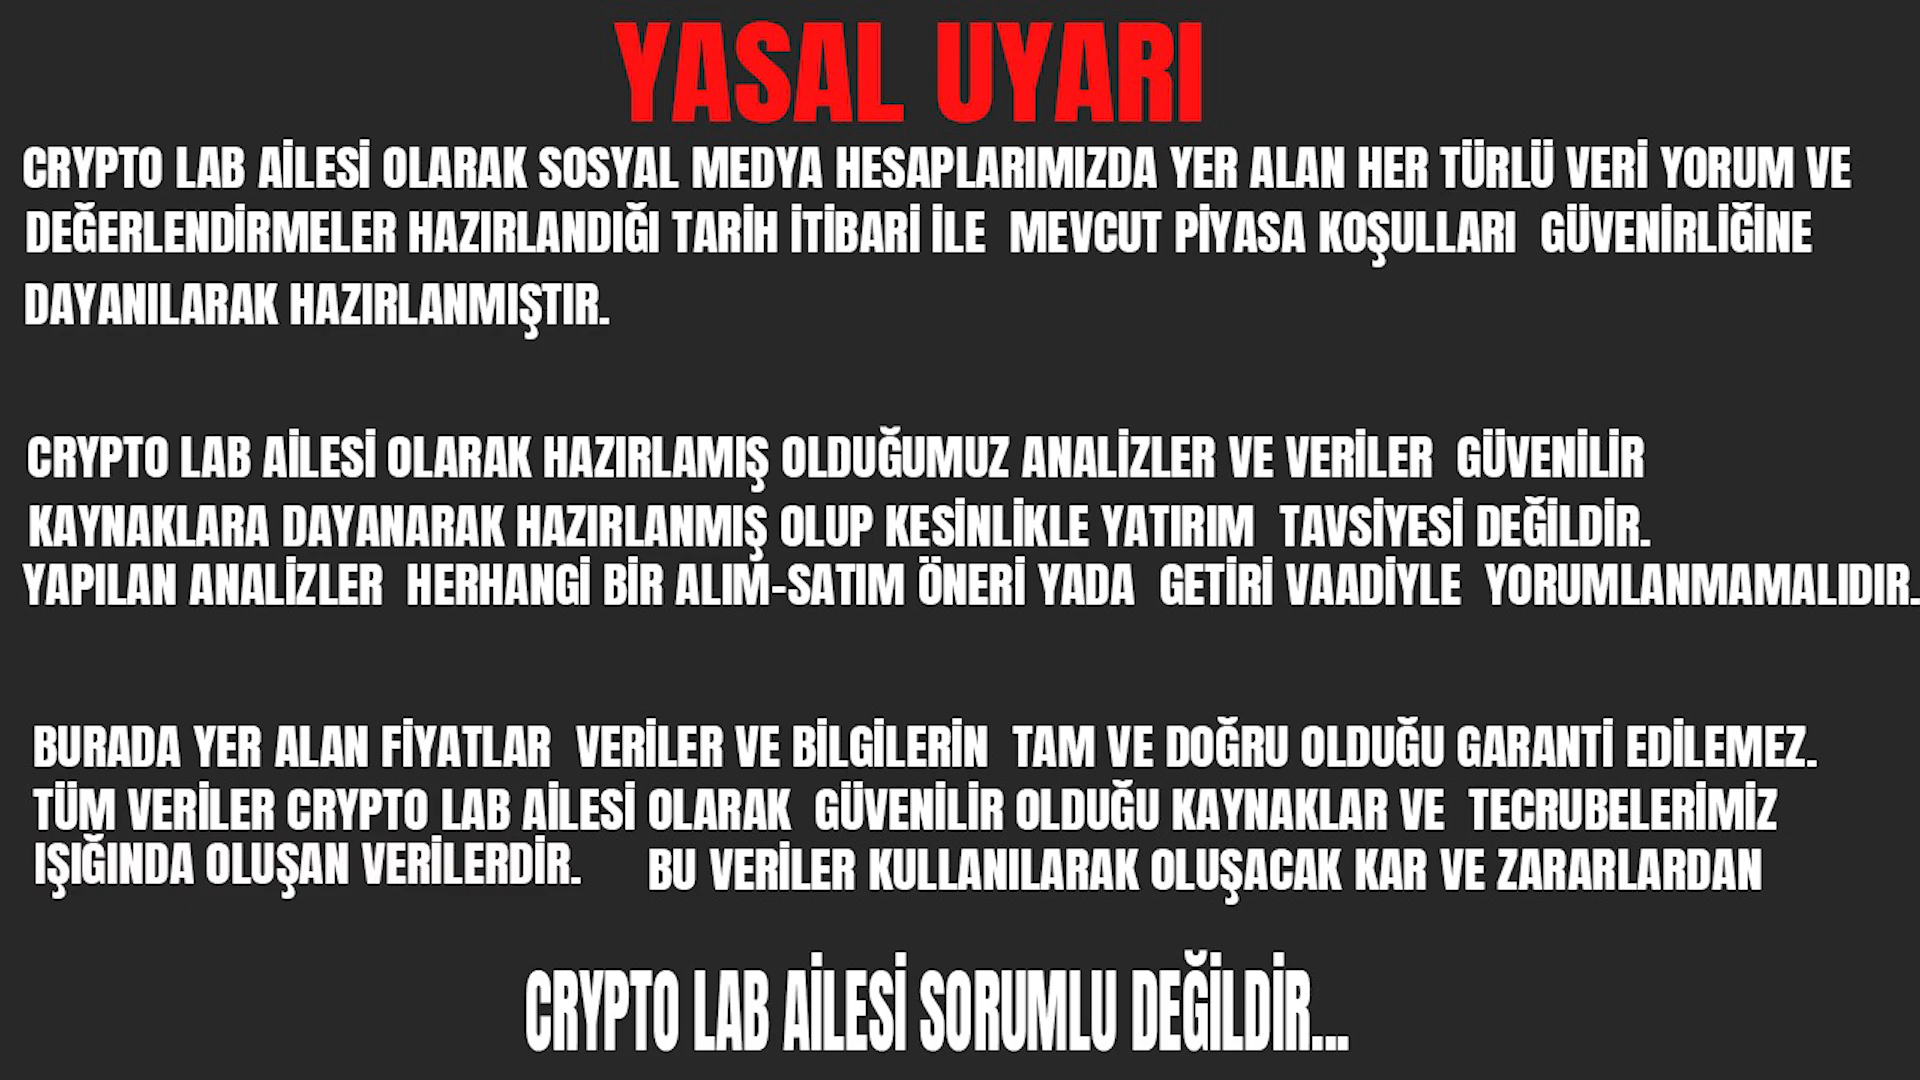 YASAL UYARI
CRYPTO LAB AİLESİ OLARAK SOSYAL MEDYA HESAPLARIMIZDA YER ALAN HER TÜRLÜ VERİ YORUM VE
DEĞERLENDİRMELER HAZIRLANDIĞI TARİH İTİBARİ İLE MEVCUT PİYASA KOŞULLARI GÜVENİRLİĞİNE
DAYANILARAK HAZIRLANMIŞTIR.
CRYPTO LAB AİLESİ OLARAK HAZIRLAMIŞ OLDUĞUMUZ ANALİZLER VE VERİLER GÜVENİLİR
KAYNAKLARA DAYANARAK HAZIRLANMIŞ OLUP KESİNLİKLE YATIRIM TAVSİYESİ DEĞİLDİR.
YAPILAN ANALİZLER HERHANGİ BİR ALIM-SATIM ÖNERİ YADA GETİRİ VAADİYLE YORUMLANMAMALIDIR.
BURADA YER ALAN FİYATLAR VERİLER VE BİLGİLERİN TAM VE DOĞRU OLDUĞU GARANTİ EDİLEMEZ.
TÜM VERİLER CRYPTO LAB AİLESİ OLARAK GÜVENİLİR OLDUĞU KAYNAKLAR VE TECRUBELERİMİZ
IŞIĞINDA OLUŞAN VERİLERDİR. BU VERİLER KULLANILARAK OLUŞACAK KAR VE ZARARLARDAN
CRYPTO LAB AİLESİ SORUMLU DEĞİLDİR...